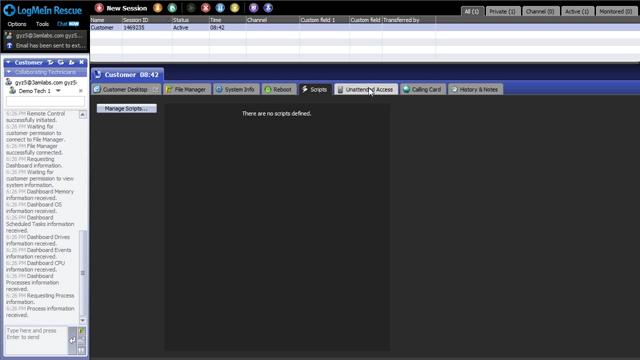 LogMeIn Rescue
Options Tools Chat
gyz5@3amlabs.com gyz5-
Email has been sent to ext...
New Session
All (1) Private (1) Channel (0) Active (1) Monitored (0)
Name Session ID Status Time Channel Custom field 1 Custom field Transferred by
Customer 1469235 Active 08:42
Customer
Collaborating Technicians
gyz5@3amlabs.com gyz5-
Demo Tech 1
6:26 PM Remote Control
successfully initiated.
6:26 PM Waiting for
customer permission to
connect to File Manager.
6:26 PM File Manager
successfully connected.
6:26 PM Requesting
Dashboard information.
6:26 PM Waiting for
customer permission to view
system information.
6:26 PM Dashboard Memory
information received.
6:26 PM Dashboard OS
information received.
6:26 PM Dashboard
Scheduled Tasks information
received.
6:26 PM Dashboard Drives
information received.
6:26 PM Dashboard Events
information received.
6:26 PM Dashboard CPU
information received.
6:26 PM Dashboard
Processes information
received.
6:26 PM Requesting Process
information.
6:26 PM Process information
received.
Type here and press
Enter to send
Customer 08:42
Customer Desktop File Manager System Info Reboot Scripts Unattended Access Calling Card History & Notes
Manage Scripts...
There are no scripts defined.